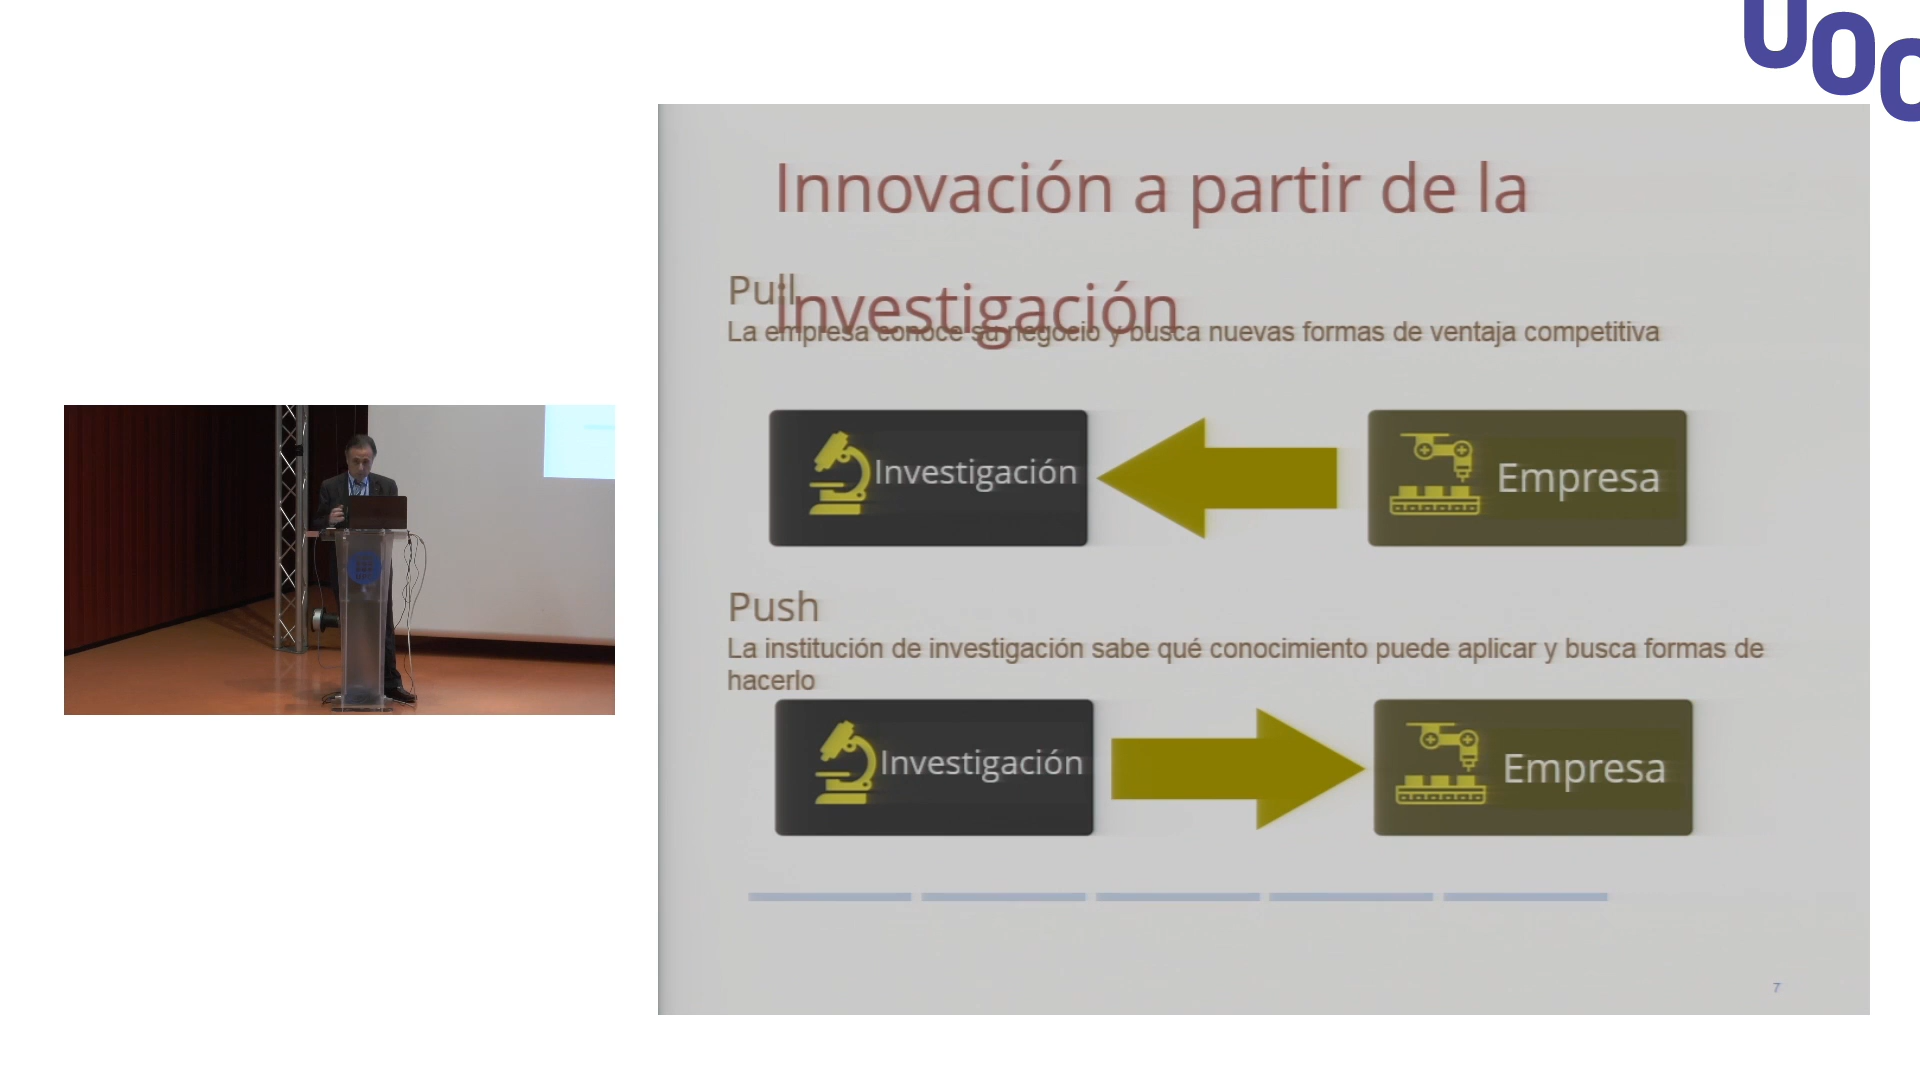 UOC
Innovación a partir de la
Investigación
Pull
La empresa conoce su negocio y busca nuevas formas de ventaja competitiva
Investigación
Empresa
Push
La institución de investigación sabe qué conocimiento puede aplicar y busca formas de
hacerlo
Investigación
Empresa
7